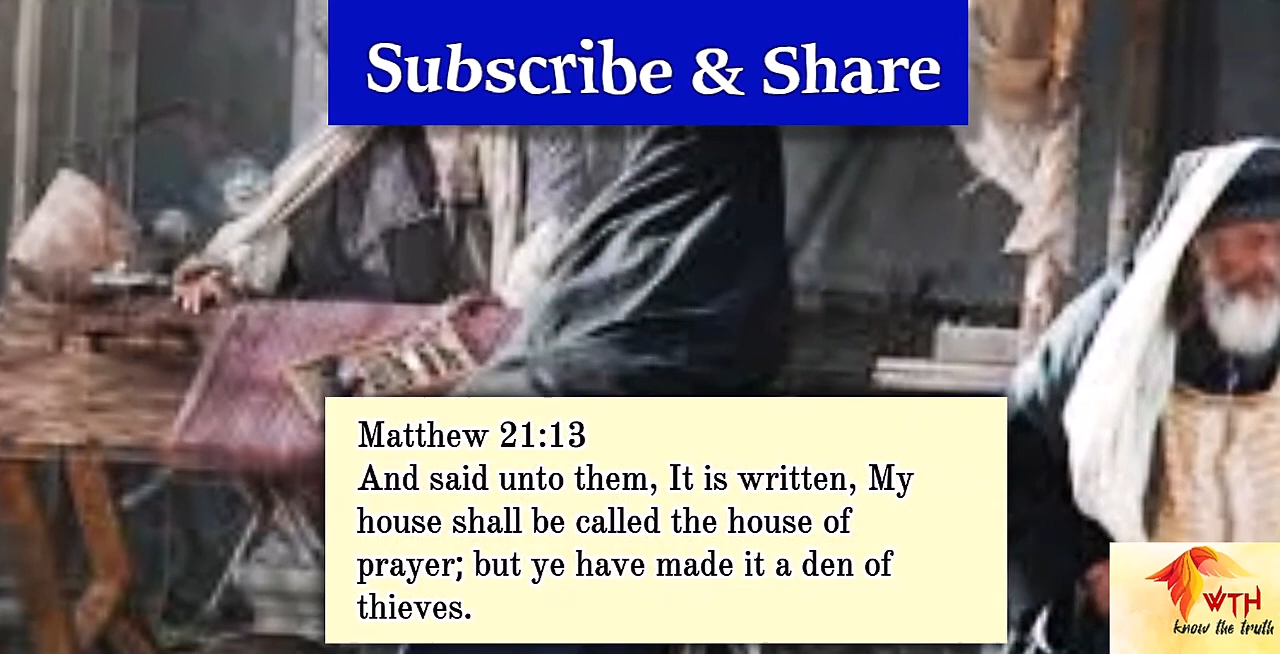 Subscribe & Share
Matthew 21:13
And said unto them, It is written, My
house shall be called the house of
prayer; but ye have made it a den of
thieves.
WTH
know the truth